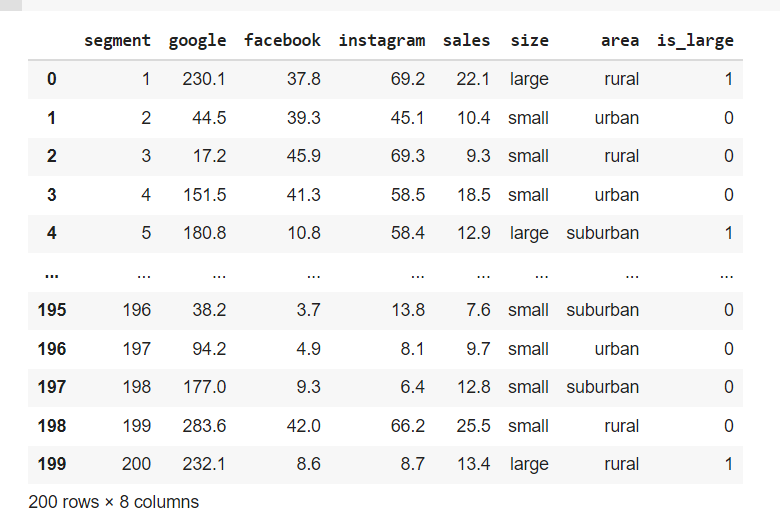 segment google facebook instagram sales size area is_large
0 1 230.1 37.8 69.2 22.1 large rural 1
1 2 44.5 39.3 45.1 10.4 small urban 0
2 3 17.2 45.9 69.3 9.3 small rural 0
3 4 151.5 41.3 58.5 18.5 small urban 0
4 5 180.8 10.8 58.4 12.9 large suburban 1
... ... ... ... ... ... ... ... ...
195 196 38.2 3.7 13.8 7.6 small suburban 0
196 197 94.2 4.9 8.1 9.7 small urban 0
197 198 177.0 9.3 6.4 12.8 small suburban 0
198 199 283.6 42.0 66.2 25.5 small rural 0
199 200 232.1 8.6 8.7 13.4 large rural 1
200 rows × 8 columns